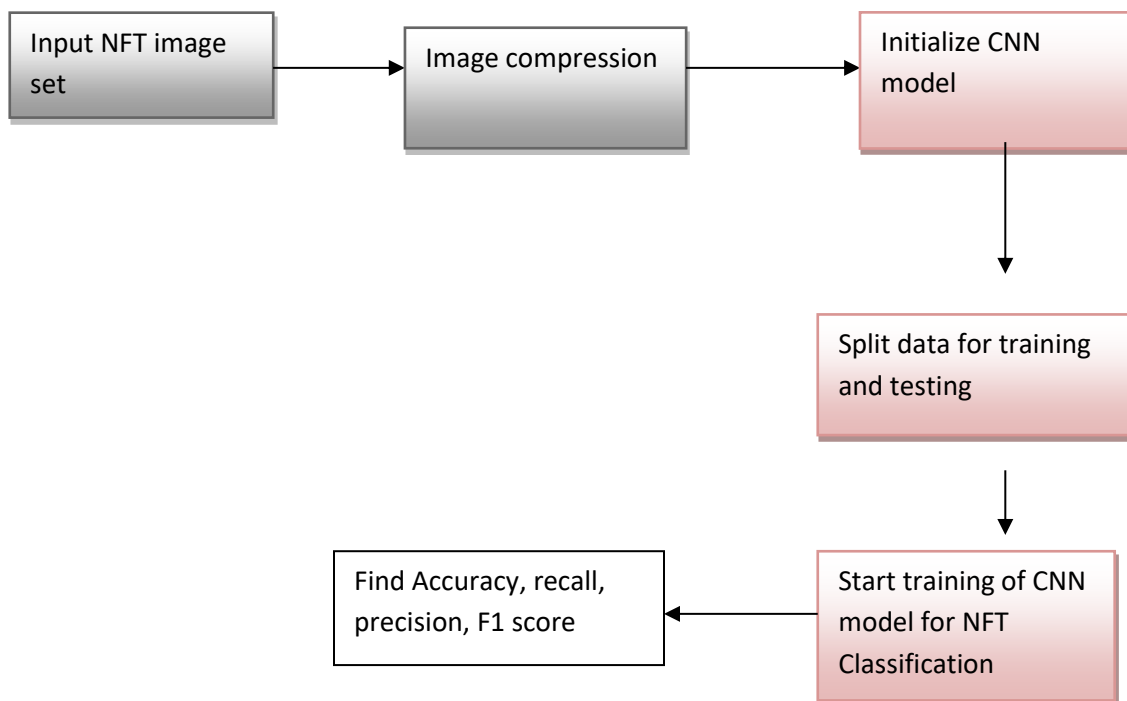 Input NFT image
set
Image compression
Initialize CNN
model
Split data for training
and testing
Start training of CNN
model for NFT
Classification
Find Accuracy, recall,
precision, F1 score